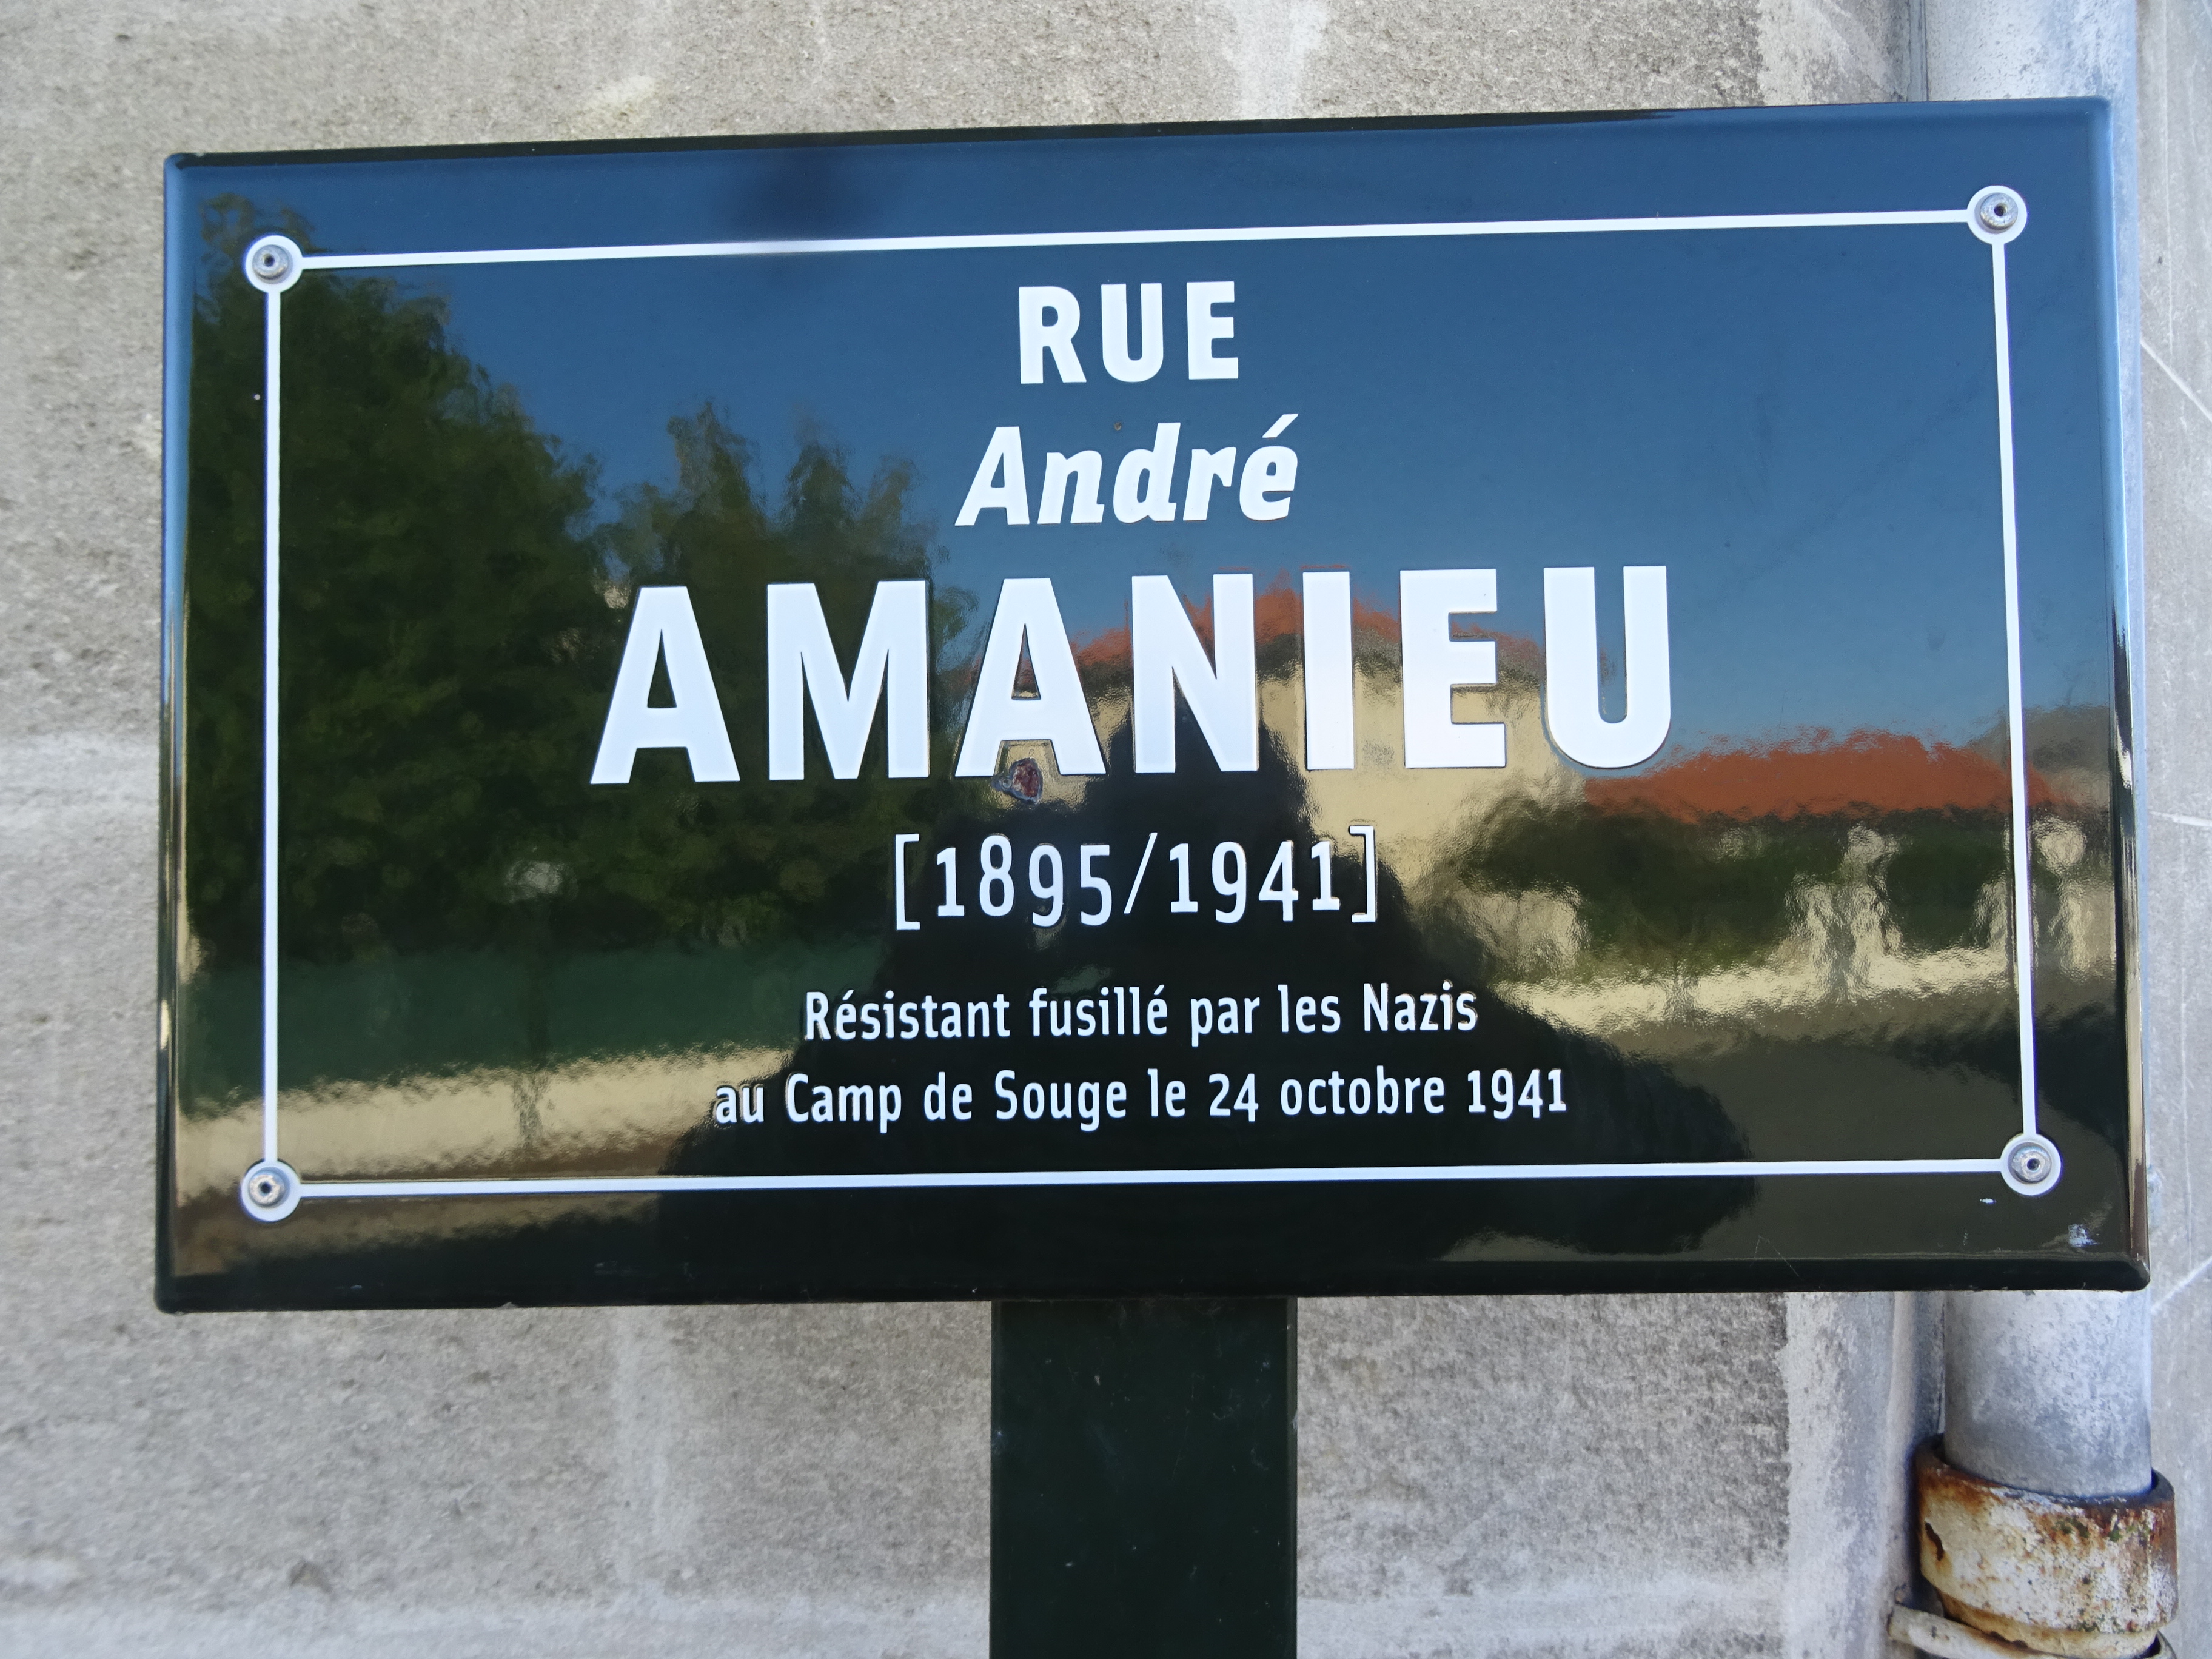 RUE
André
AMANIEU
[1895/1941]
Résistant fusillé par les Nazis
au Camp de Souge le 24 octobre 1941